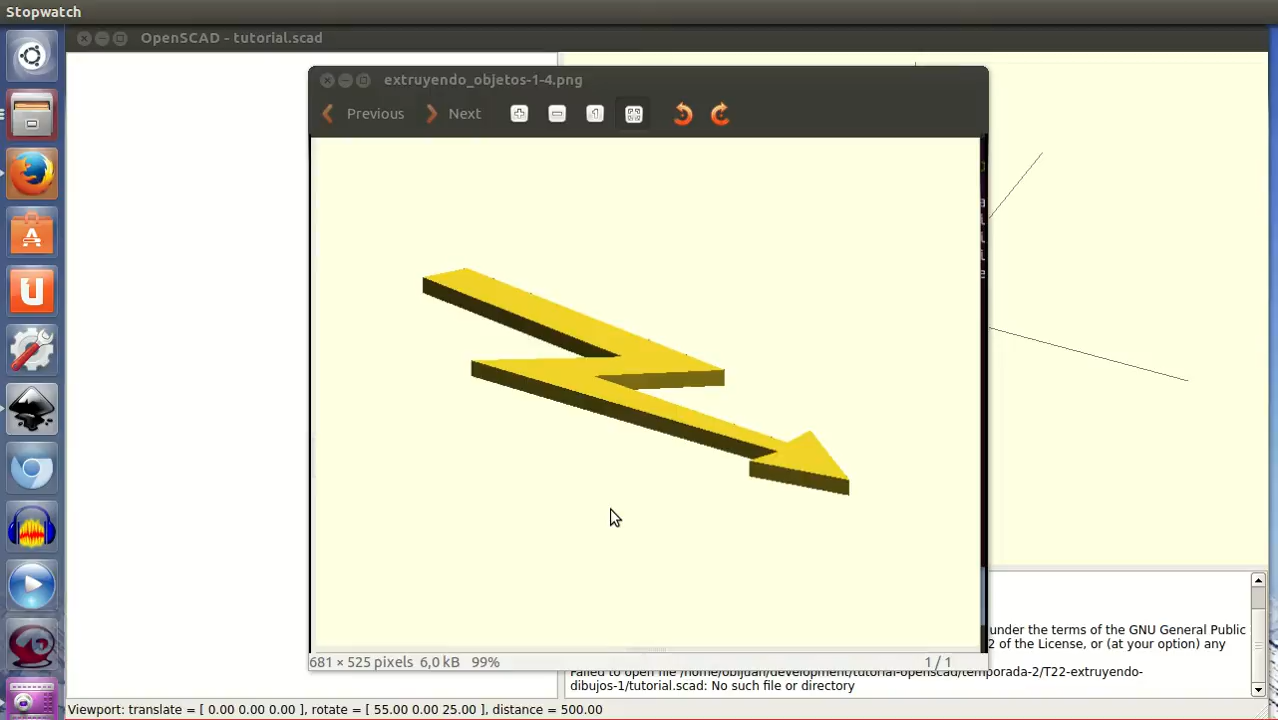 Stopwatch
OpenSCAD - tutorial.scad
extruyendo_objetos-1-4.png
Previous
Next
681 × 525 pixels 6,0 kB 99%
1 / 1
under the terms of the GNU General Public
2 of the License, or (at your option) any
Failed to open file /home/obijuan/development/tutorial-openscad/temporada-2/T22-extruyendo-
dibujos-1/tutorial.scad: No such file or directory
Viewport: translate = [ 0.00 0.00 0.00 ], rotate = [ 55.00 0.00 25.00 ], distance = 500.00